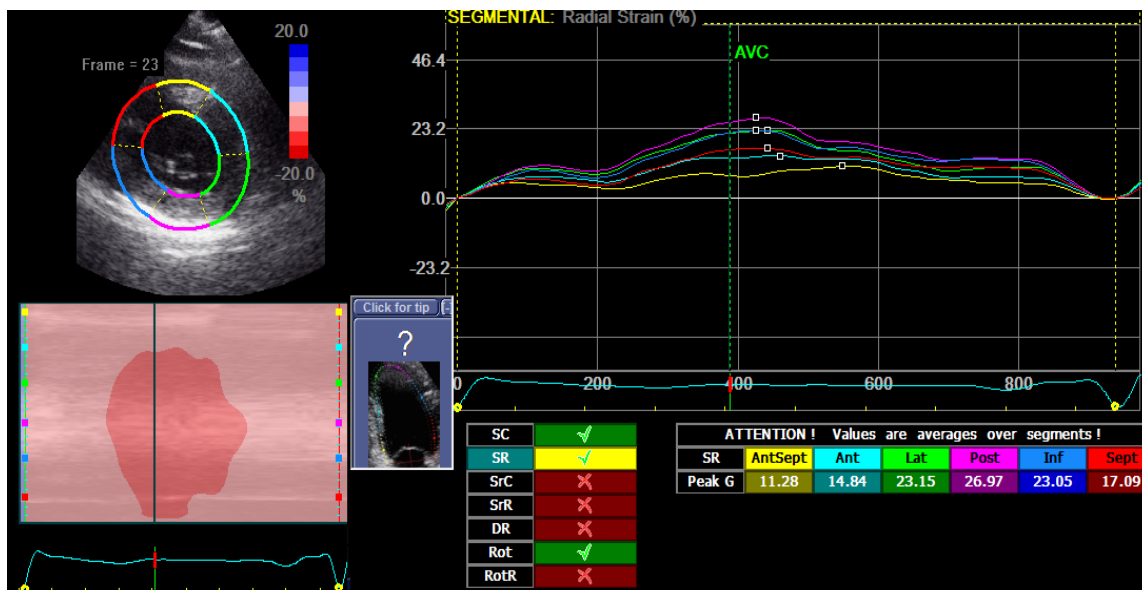 SEGMENTAL: Radial Strain (%)
20.0
Frame = 23
46.4
AVC
23.2
20.0
%
0.0
-23.2
Click for tip
?
0 200 400 600 800
SC
SR
SrC
SrR
DR
Rot
RotR
ATTENTION ! Values are averages over segments !
SR AntSept Ant Lat Post Inf Sept
Peak G 11.28 14.84 23.15 26.97 23.05 17.09